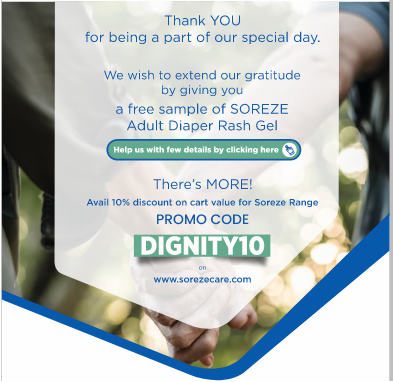 Thank YOU
for being a part of our special day.
We wish to extend our gratitude
by giving you
a free sample of SOREZE
Adult Diaper Rash Gel
Help us with few details by clicking here
There's MORE!
Avail 10% discount on cart value for Soreze Range
PROMO CODE
DIGNITY10
on
www.sorezecare.com